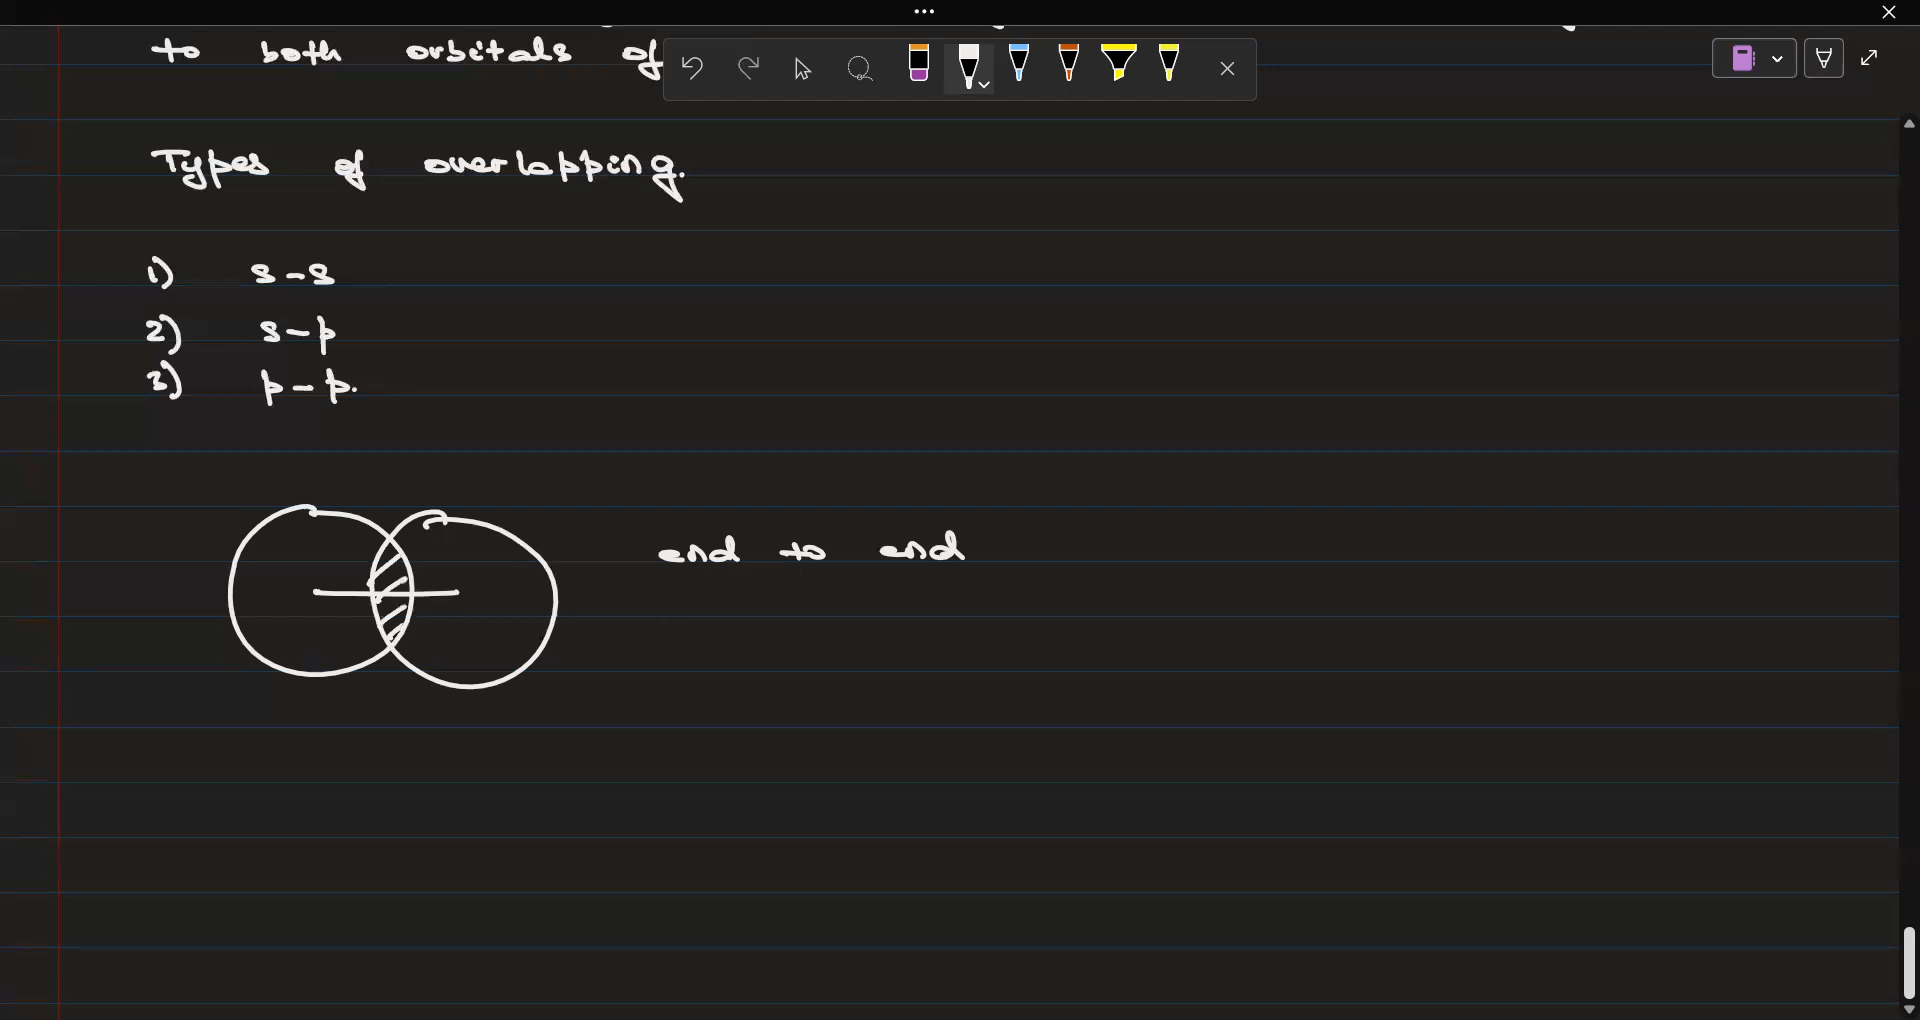 to both orbitals of
Types of overlapping.
1) s-s
2) s-p
3) p-p.
end to end